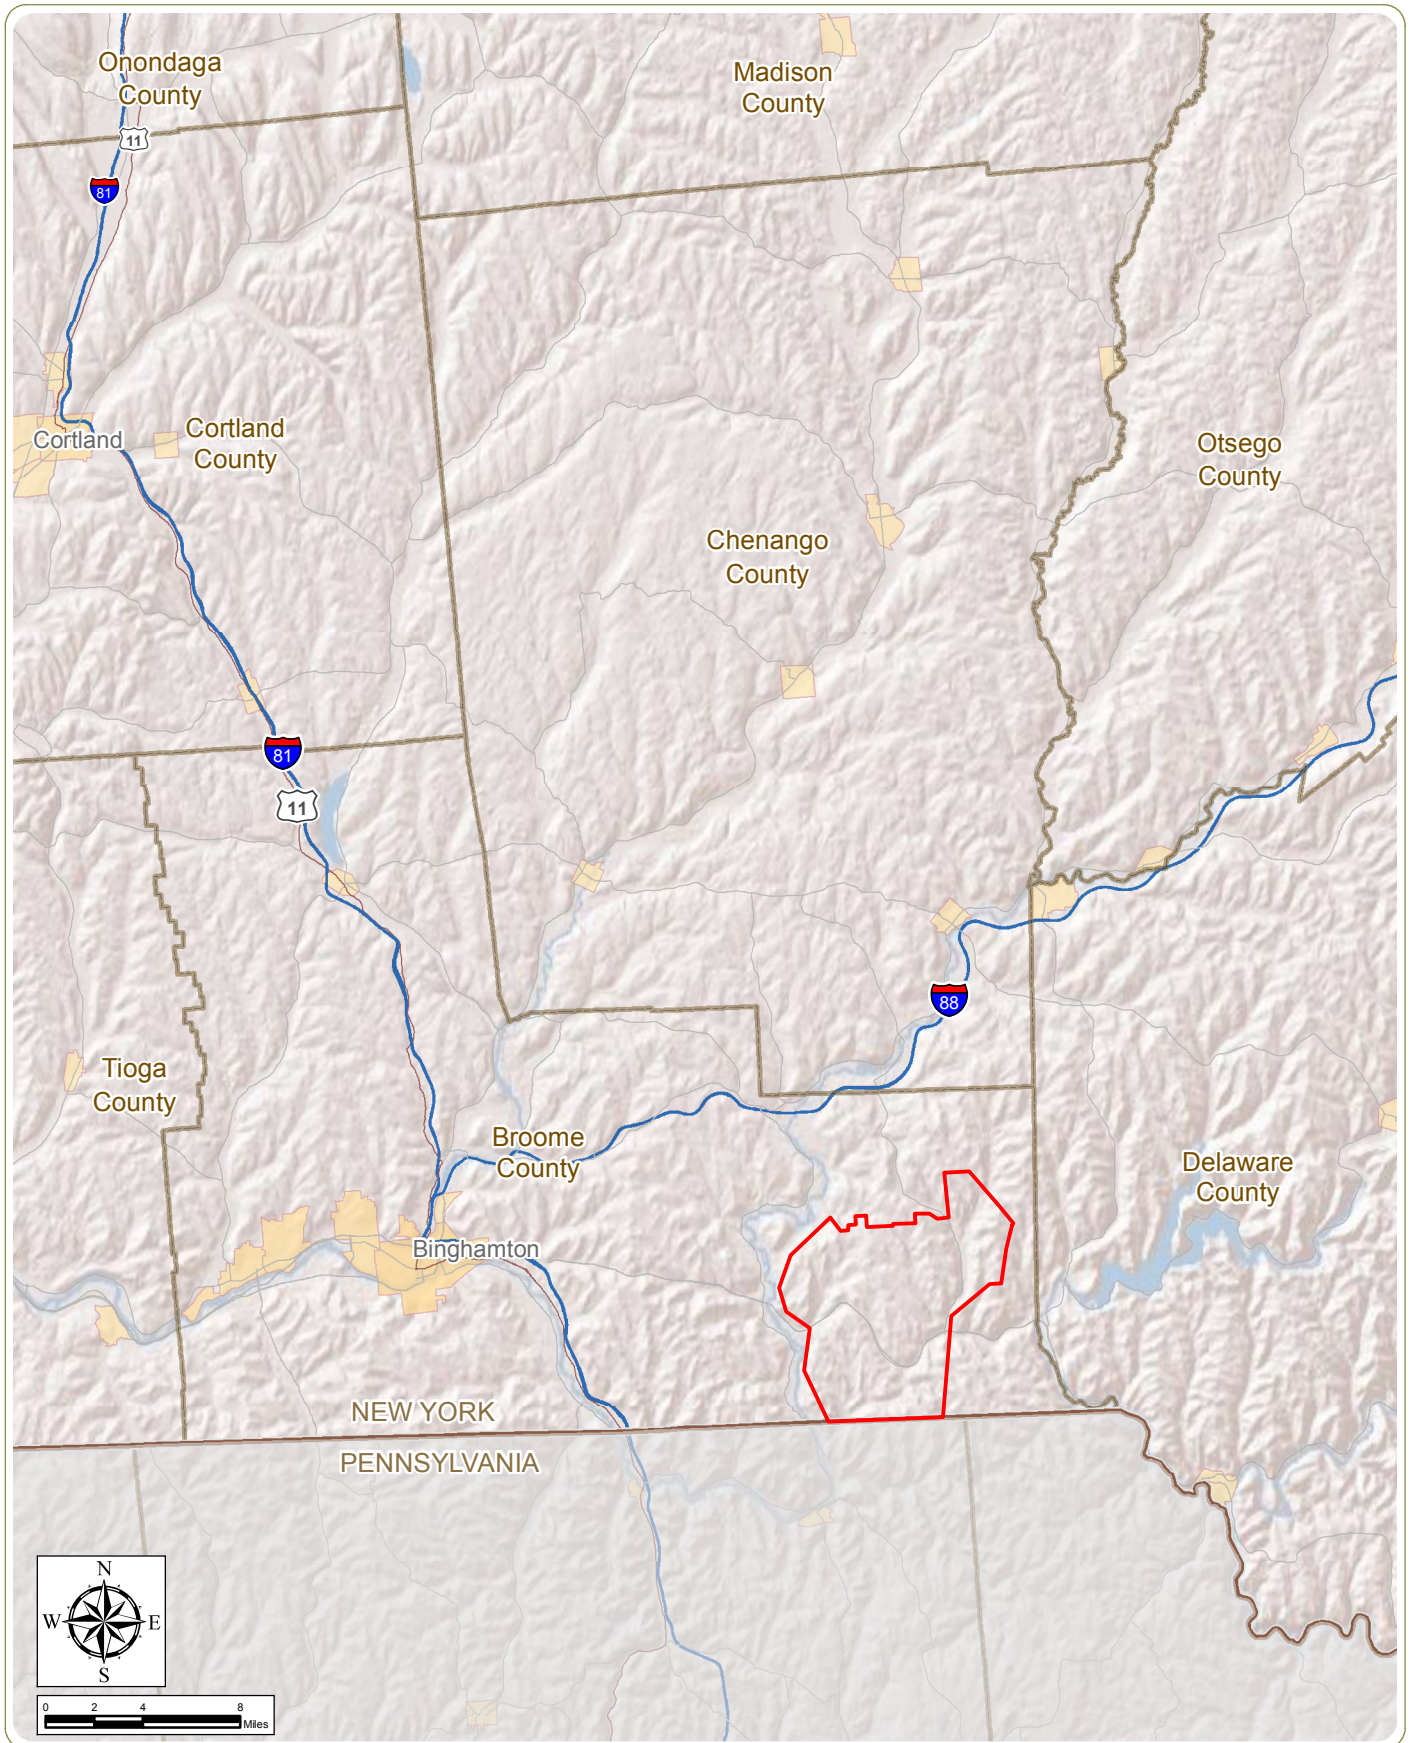 Onondaga
County
Madison
County
11
81
Cortland
Cortland
County
Otsego
County
Chenango
County
81
11
88
Tioga
County
Broome
County
Delaware
County
Binghamton
NEW YORK
PENNSYLVANIA
N
W E
S
0 2 4 8
Miles